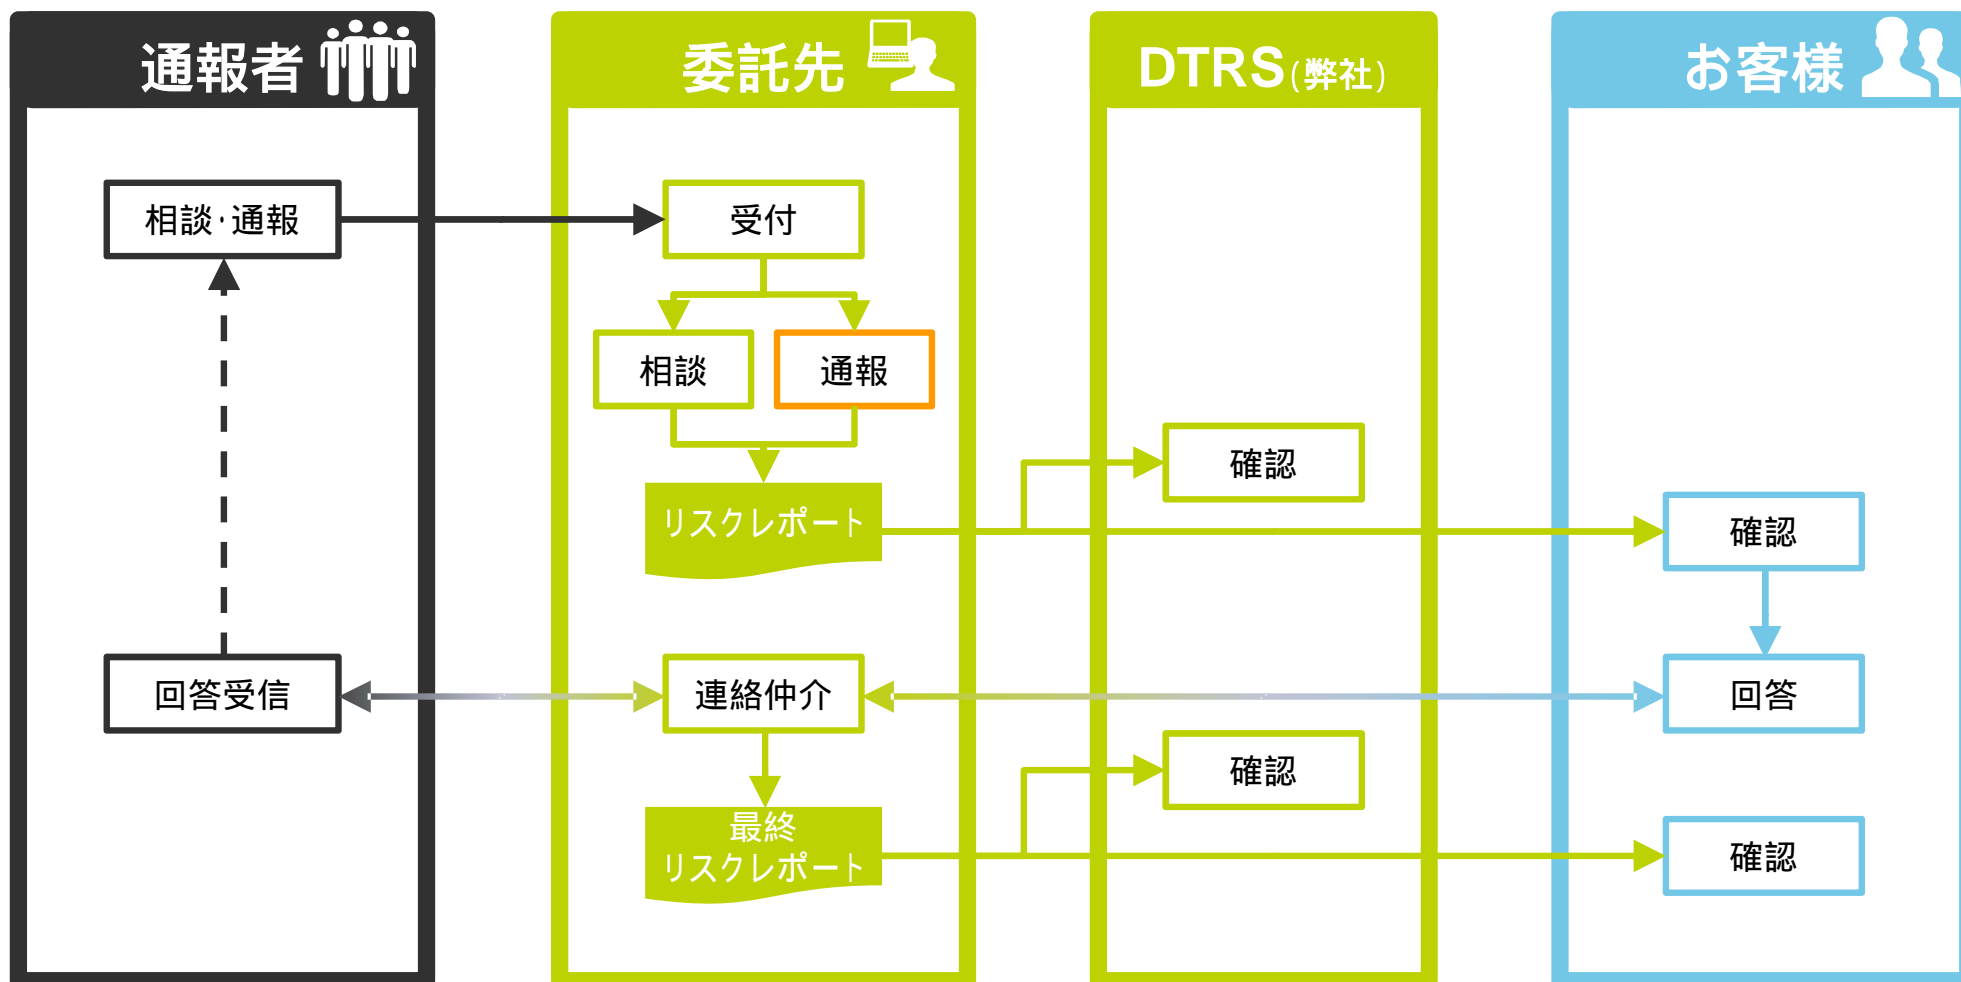 通報者
委託先
DTRS(弊社)
お客様
相談･通報
受付
相談
通報
確認
リスクレポート
確認
回答受信
連絡仲介
回答
確認
最終
リスクレポート
確認